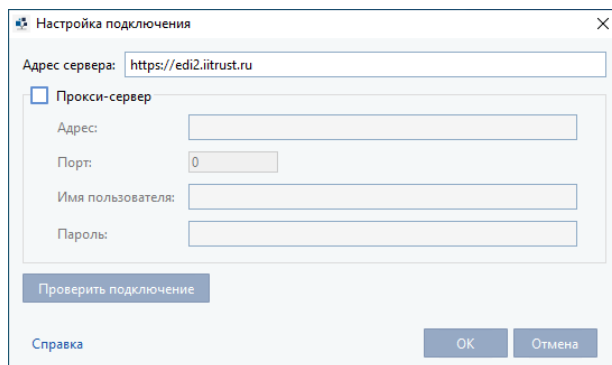 Настройка подключения
Адрес сервера: https://edi2.iitrust.ru
Прокси-сервер
Адрес:
Порт: 0
Имя пользователя:
Пароль:
Проверить подключение
Справка OK Отмена